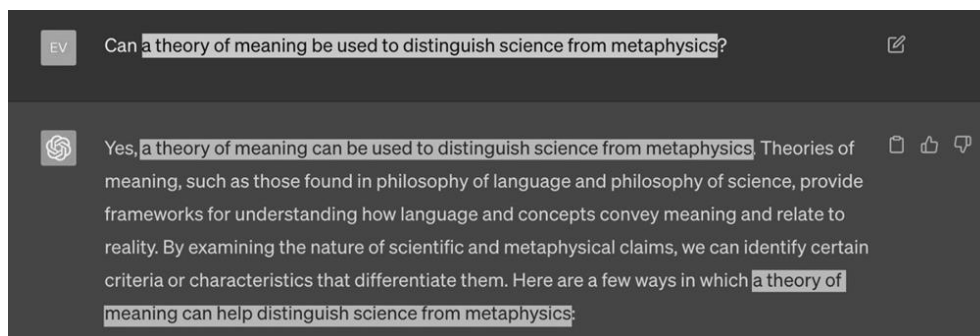 EV
Can a theory of meaning be used to distinguish science from metaphysics?
Yes, a theory of meaning can be used to distinguish science from metaphysics. Theories of
meaning, such as those found in philosophy of language and philosophy of science, provide
frameworks for understanding how language and concepts convey meaning and relate to
reality. By examining the nature of scientific and metaphysical claims, we can identify certain
criteria or characteristics that differentiate them. Here are a few ways in which a theory of
meaning can help distinguish science from metaphysics: